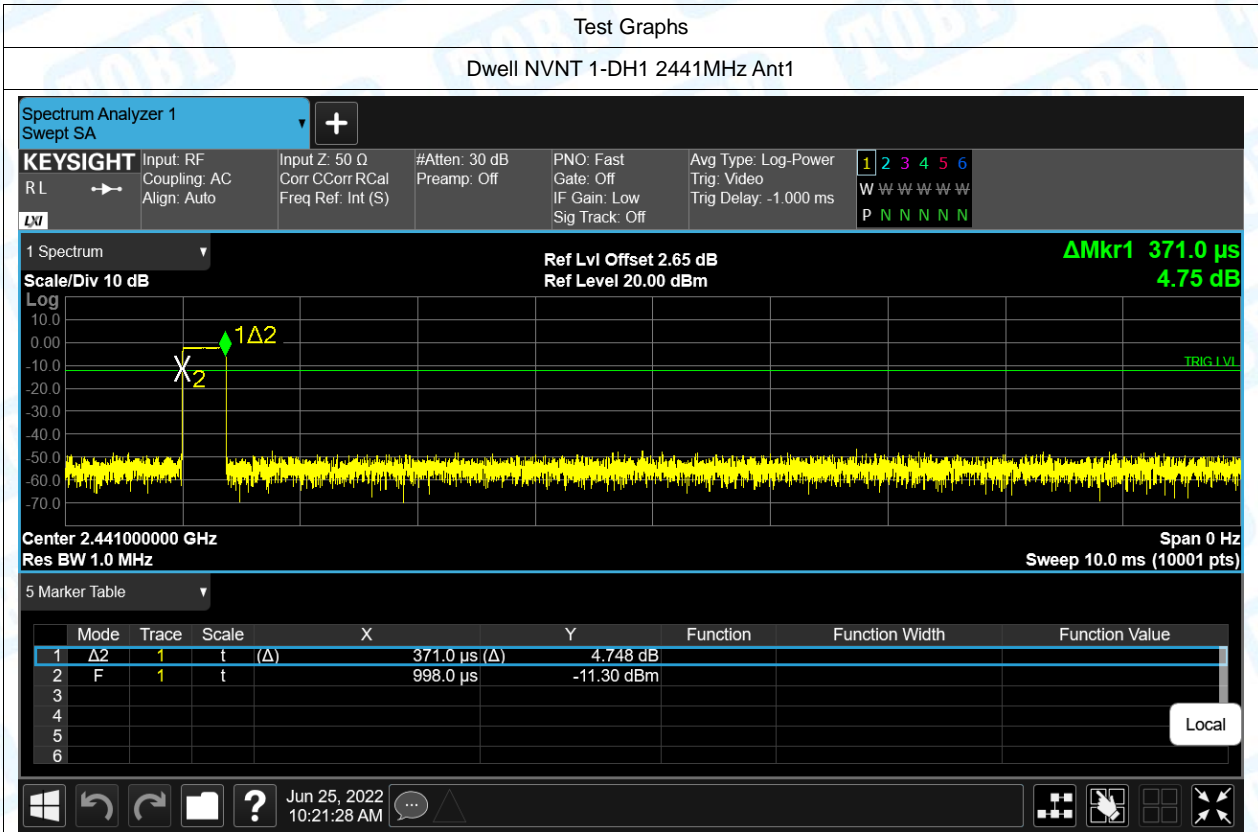 Test Graphs
Dwell NVNT 1-DH1 2441MHz Ant1
Spectrum Analyzer 1
Swept SA
KEYSIGHT
RL
LXI
Input: RF
Coupling: AC
Align: Auto
Input Z: 50 Ω
Corr CCorr RCal
Freq Ref: Int (S)
#Atten: 30 dB
Preamp: Off
PNO: Fast
Gate: Off
IF Gain: Low
Sig Track: Off
Avg Type: Log-Power
Trig: Video
Trig Delay: -1.000 ms
1 2 3 4 5 6
W W W W W W
P N N N N N
1 Spectrum
Scale/Div 10 dB
Ref Lvl Offset 2.65 dB
Ref Level 20.00 dBm
ΔMkr1 371.0 µs
4.75 dB
Log
10.0
0.00
-10.0
-20.0
-30.0
-40.0
-50.0
-60.0
-70.0
1Δ2
2
TRIG LVL
Center 2.441000000 GHz
Span 0 Hz
Res BW 1.0 MHz
Sweep 10.0 ms (10001 pts)
5 Marker Table
Mode Trace Scale X Y Function Function Width Function Value
1 Δ2 1 t (Δ) 371.0 µs (Δ) 4.748 dB
2 F 1 t 998.0 µs -11.30 dBm
3
4
5
6
Local
?
Jun 25, 2022
10:21:28 AM
TOBY